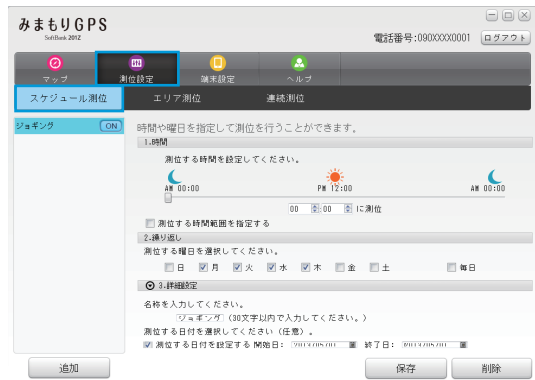 みまもりGPS
SoftBank 201Z
電話番号:090XXXX0001 ログアウト
マップ 測位設定 端末設定 ヘルプ
スケジュール測位 エリア測位 連続測位
ジョギング ON
時間や曜日を指定して測位を行うことができます。
1.時間
測位する時間を設定してください。
AM 00:00 PM 12:00 AM 00:00
00 :00 に測位
測位する時間範囲を指定する
2.繰り返し
測位する曜日を選択してください。
日 月 火 水 木 金 土 毎日
3.詳細設定
名称を入力してください。
ジョギング (30文字以内で入力してください。)
測位する日付を選択してください(任意)。
測位する日付を設定する 開始日: 終了日:
追加 保存 削除